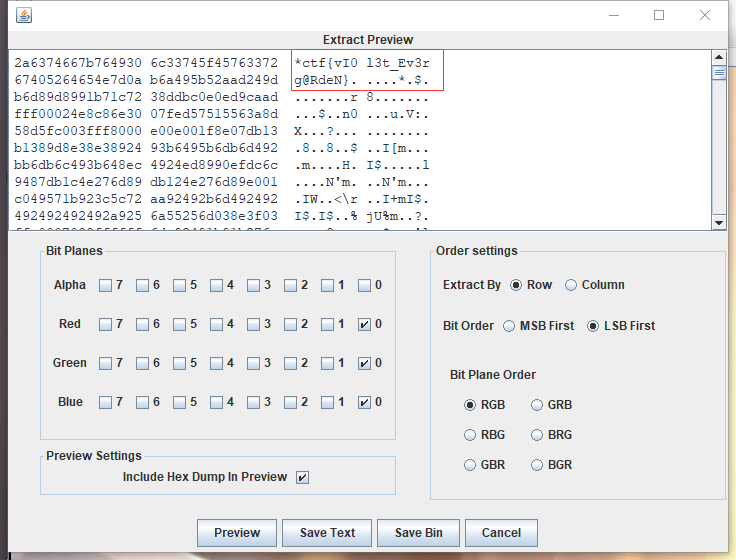 Extract Preview
2a6374667b764930 6c33745f45763372 *ctf{vI0 l3t_Ev3r
67405264654e7d0a b6a495b52aad249d g@RdeN}. ....*.$.
b6d89d8991b71c72 38ddbc0e0ed9caad .......r 8.......
fff00024e8c86e30 07fed57515563a8d ...$..n0 ...u.V:.
58d5fc003fff8000 e00e001f8e07db13 X...?... ........
b1389d8e38e38924 93b6495b6db6d492 .8..8..$ ..I[m...
bb6db6c493b648ec 4924ed8990efdc6c .m....H. I$.....l
9487db1c4e276d89 db124e276d89e001 ....N'm. ..N'm...
c049571b923c5c72 aa92492b6d492492 .IW..<\r ..I+mI$.
492492492492a925 6a55256d038e3f03 I$.I$..% jU%m..?.
Bit Planes
Alpha 7 6 5 4 3 2 1 0
Red 7 6 5 4 3 2 1 0
Green 7 6 5 4 3 2 1 0
Blue 7 6 5 4 3 2 1 0
Preview Settings
Include Hex Dump In Preview
Order settings
Extract By Row Column
Bit Order MSB First LSB First
Bit Plane Order
RGB GRB
RBG BRG
GBR BGR
Preview Save Text Save Bin Cancel